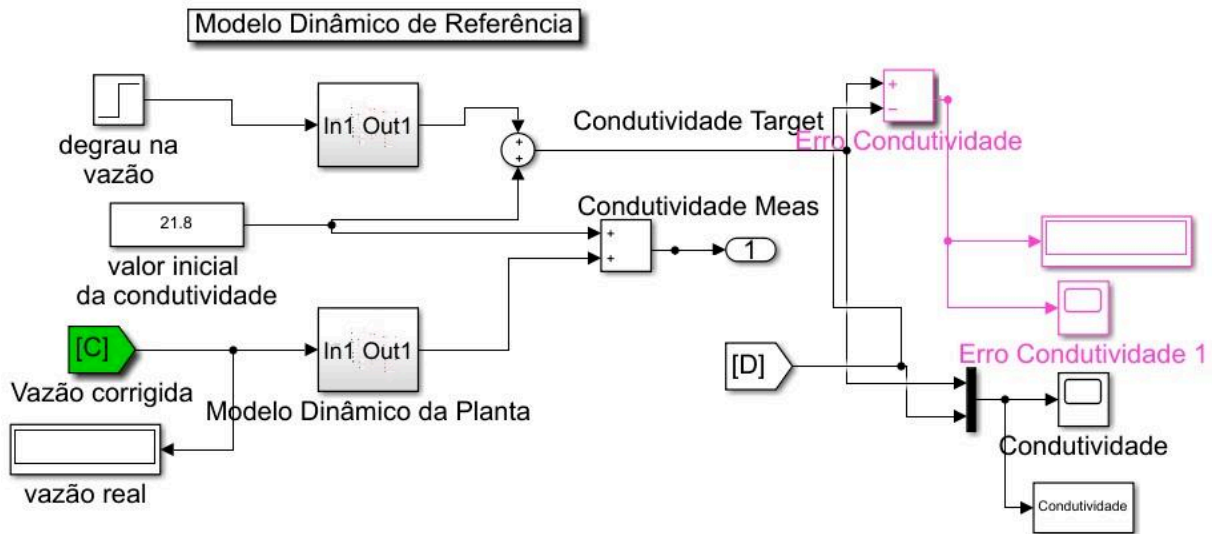 Modelo Dinâmico de Referência
degrau na
vazão
In1 Out1
+
+
Condutividade Target
+
−
Erro Condutividade
21.8
valor inicial
da condutividade
Condutividade Meas
+
+
1
[C]
Vazão corrigida
In1 Out1
Modelo Dinâmico da Planta
vazão real
[D]
Erro Condutividade 1
Condutividade
Condutividade